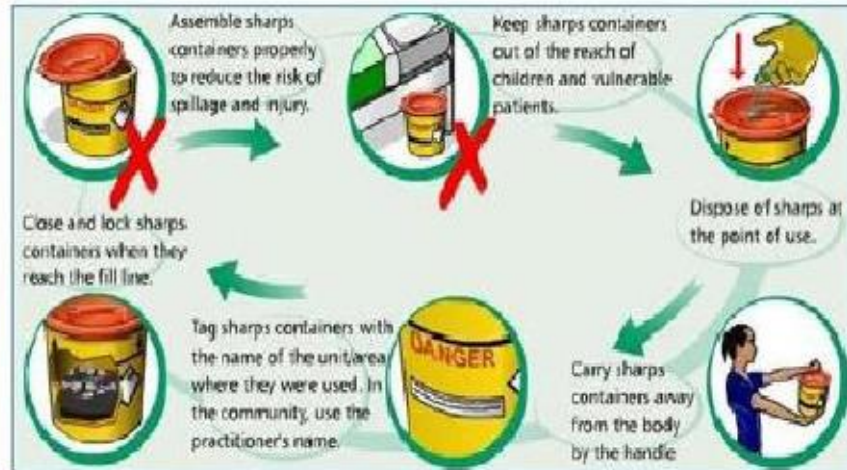 Assemble sharps
containers properly
to reduce the risk of
spillage and injury.
Keep sharps containers
out of the reach of
children and vulnerable
patients.
Dispose of sharps at
the point of use.
Carry sharps
containers away
from the body
by the handle
DANGER
Tag sharps containers with
the name of the unit/area
where they were used. In
the community, use the
practitioner's name.
Close and lock sharps
containers when they
reach the fill line.